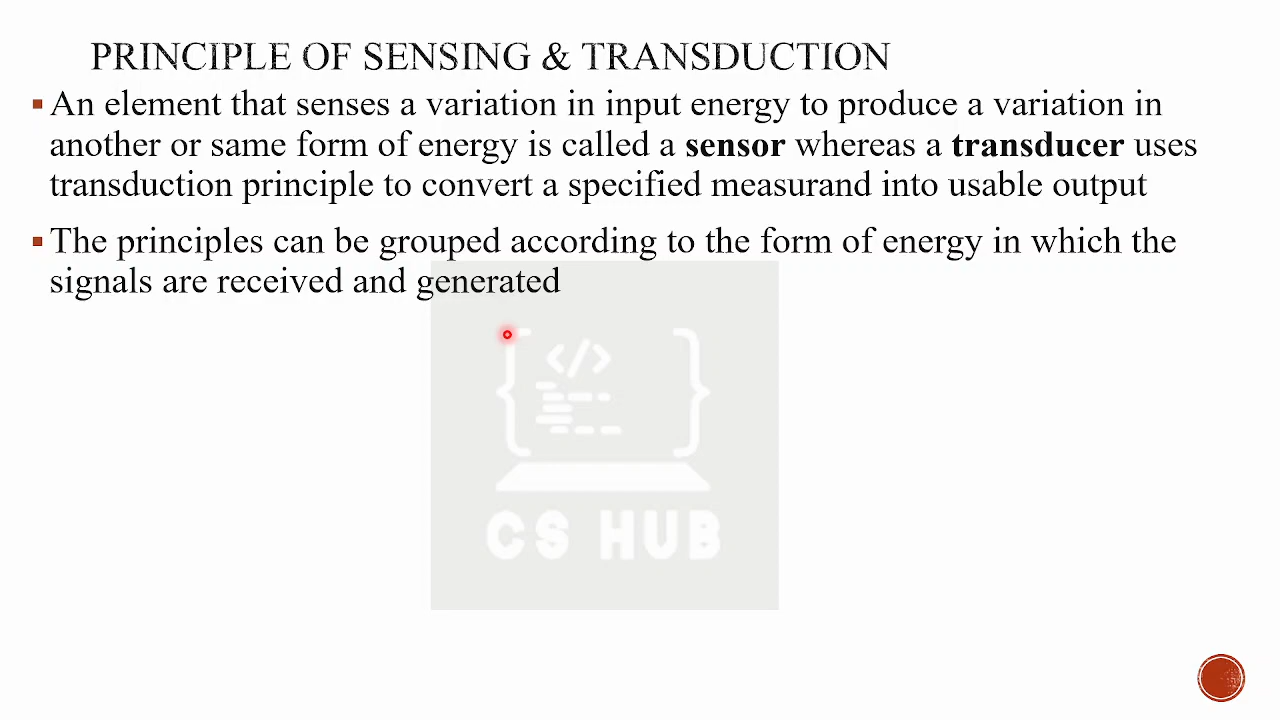 PRINCIPLE OF SENSING & TRANSDUCTION
▪ An element that senses a variation in input energy to produce a variation in
another or same form of energy is called a sensor whereas a transducer uses
transduction principle to convert a specified measurand into usable output
▪ The principles can be grouped according to the form of energy in which the
signals are received and generated
</>
CS HUB